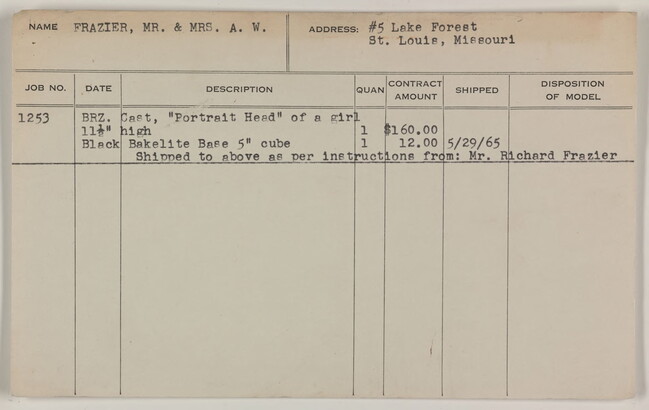 NAME FRAZIER, MR. & MRS. A. W. ADDRESS: #5 Lake Forest
St. Louis, Missouri
JOB NO. DATE DESCRIPTION QUAN CONTRACT AMOUNT SHIPPED DISPOSITION OF MODEL
1253 BRZ. Cast, "Portrait Head" of a girl
11½" high 1 $160.00
Black Bakelite Base 5" cube 1 12.00 5/29/65
Shipped to above as per instructions from: Mr. Richard Frazier